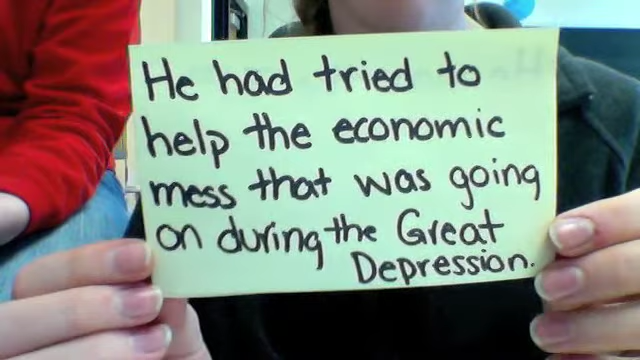 He had tried to
help the economic
mess that was going
on during the Great
Depression.